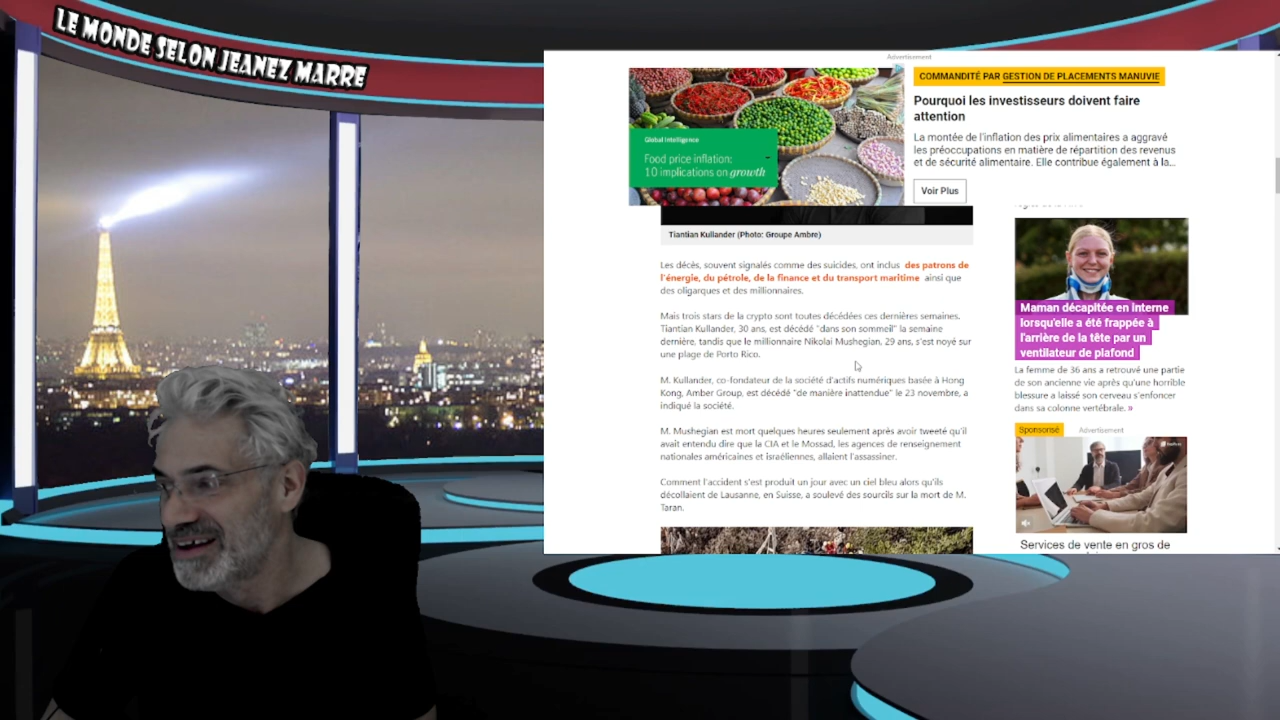 LE MONDE SELON JEANEZ MARRE
Advertisement
Global Intelligence
Food price inflation:
10 implications on growth
COMMANDITÉ PAR GESTION DE PLACEMENTS MANUVIE
Pourquoi les investisseurs doivent faire
attention
La montée de l'inflation des prix alimentaires a aggravé
les préoccupations en matière de répartition des revenus
et de sécurité alimentaire. Elle contribue également à la...
Voir Plus
Tiantian Kullander (Photo: Groupe Ambre)
Les décès, souvent signalés comme des suicides, ont inclus des patrons de
l'énergie, du pétrole, de la finance et du transport maritime ainsi que
des oligarques et des millionnaires.
Mais trois stars de la crypto sont toutes décédées ces dernières semaines.
Tiantian Kullander, 30 ans, est décédé "dans son sommeil" la semaine
dernière, tandis que le millionnaire Nikolai Mushegian, 29 ans, s'est noyé sur
une plage de Porto Rico.
M. Kullander, co-fondateur de la société d'actifs numériques basée à Hong
Kong, Amber Group, est décédé "de manière inattendue" le 23 novembre, a
indiqué la société.
M. Mushegian est mort quelques heures seulement après avoir tweeté qu'il
avait entendu dire que la CIA et le Mossad, les agences de renseignement
nationales américaines et israéliennes, allaient l'assassiner.
Comment l'accident s'est produit un jour avec un ciel bleu alors qu'ils
décollaient de Lausanne, en Suisse, a soulevé des sourcils sur la mort de M.
Taran.
Maman décapitée en interne
lorsqu'elle a été frappée à
l'arrière de la tête par un
ventilateur de plafond
La femme de 36 ans a retrouvé une partie
de son ancienne vie après qu'une horrible
blessure a laissé son cerveau s'enfoncer
dans sa colonne vertébrale. »
Sponsorisé
Advertisement
Services de vente en gros de